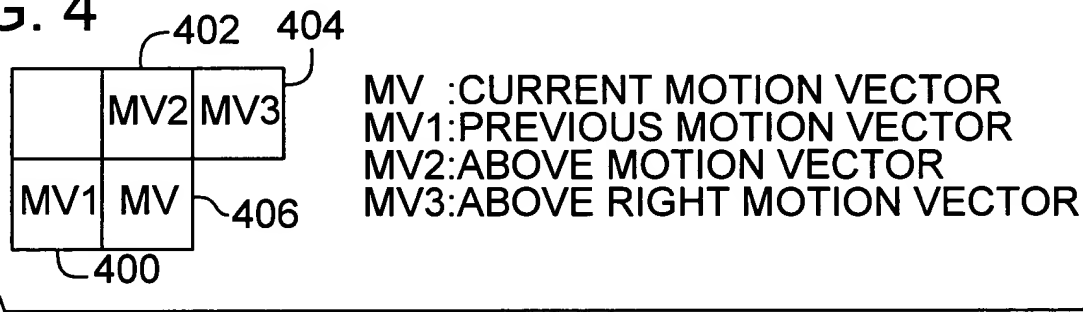 G. 4
402 404
MV2 MV3
MV1 MV
406
400
MV :CURRENT MOTION VECTOR
MV1:PREVIOUS MOTION VECTOR
MV2:ABOVE MOTION VECTOR
MV3:ABOVE RIGHT MOTION VECTOR